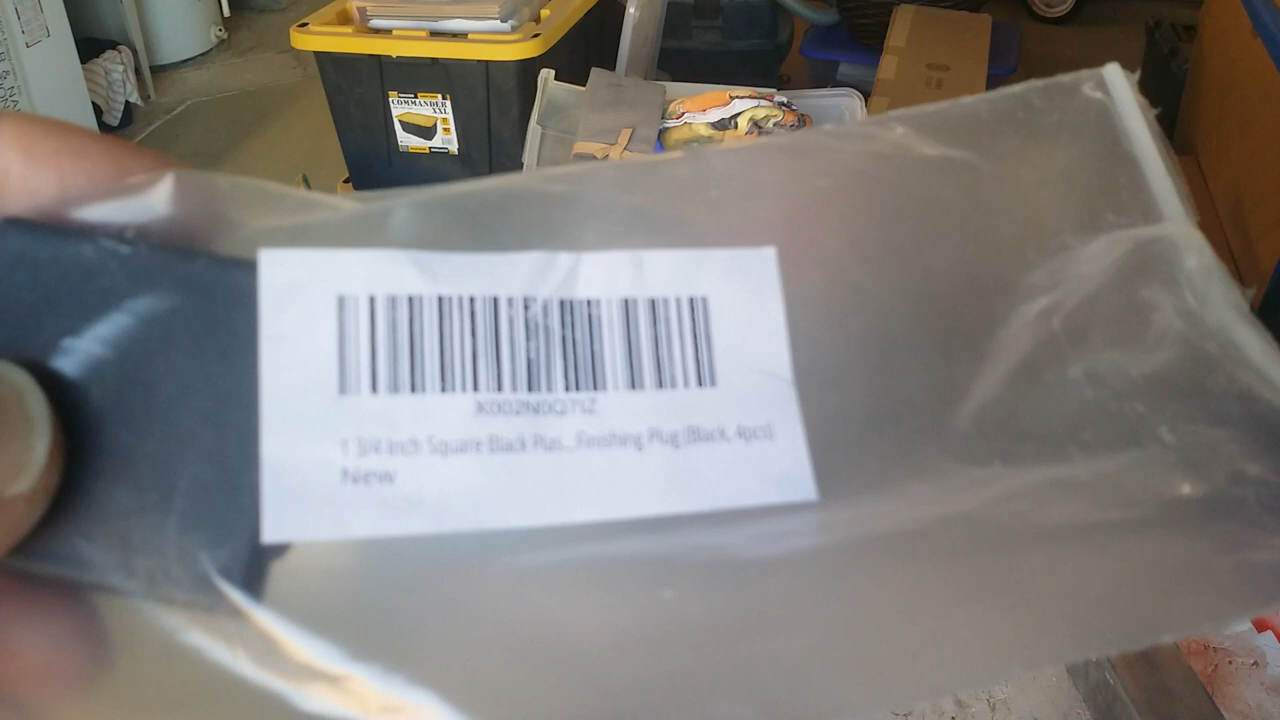 COMMANDER
XXL
X002N0Q7IZ
1 3/4 Inch Square Black Plas...Finishing Plug (Black, 4pcs)
New